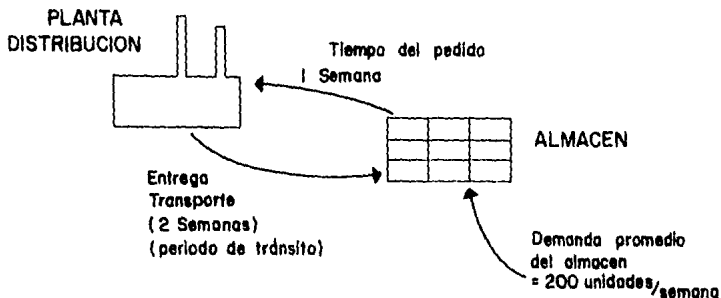 PLANTA
DISTRIBUCION
Tiempo del pedido
1 Semana
ALMACEN
Entrega
Transporte
(2 Semanas)
(periodo de tránsito)
Demanda promedio
del almacen
= 200 unidades/semana